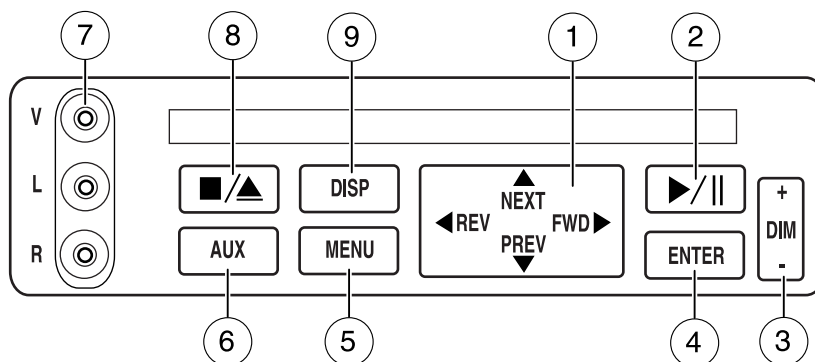 7 8 9 1 2
V
L
R
■/▲ DISP
AUX MENU
▲
NEXT
◀REV FWD▶
PREV
▼
▶/||
ENTER
+
DIM
-
6 5 4 3